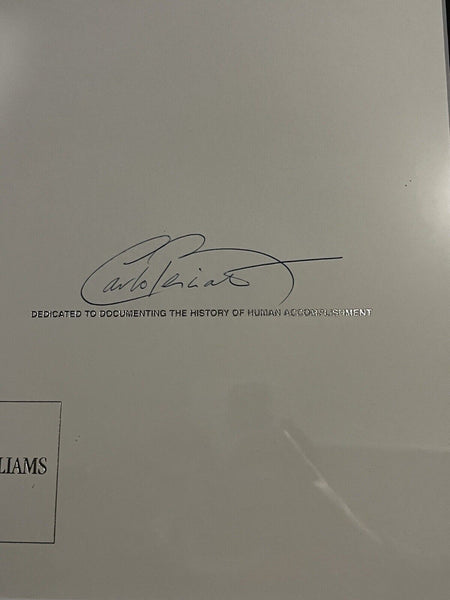 DEDICATED TO DOCUMENTING THE HISTORY OF HUMAN ACCOMPLISHMENT
LIAMS